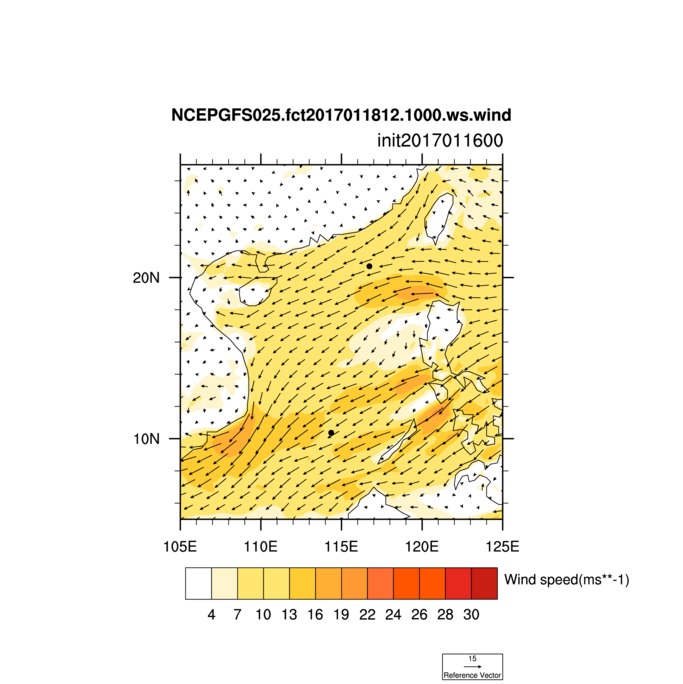 NCEPGFS025.fct2017011812.1000.ws.wind
init2017011600
20N
10N
105E 110E 115E 120E 125E
Wind speed(ms**-1)
4 7 10 13 16 19 22 24 26 28 30
15
Reference Vector